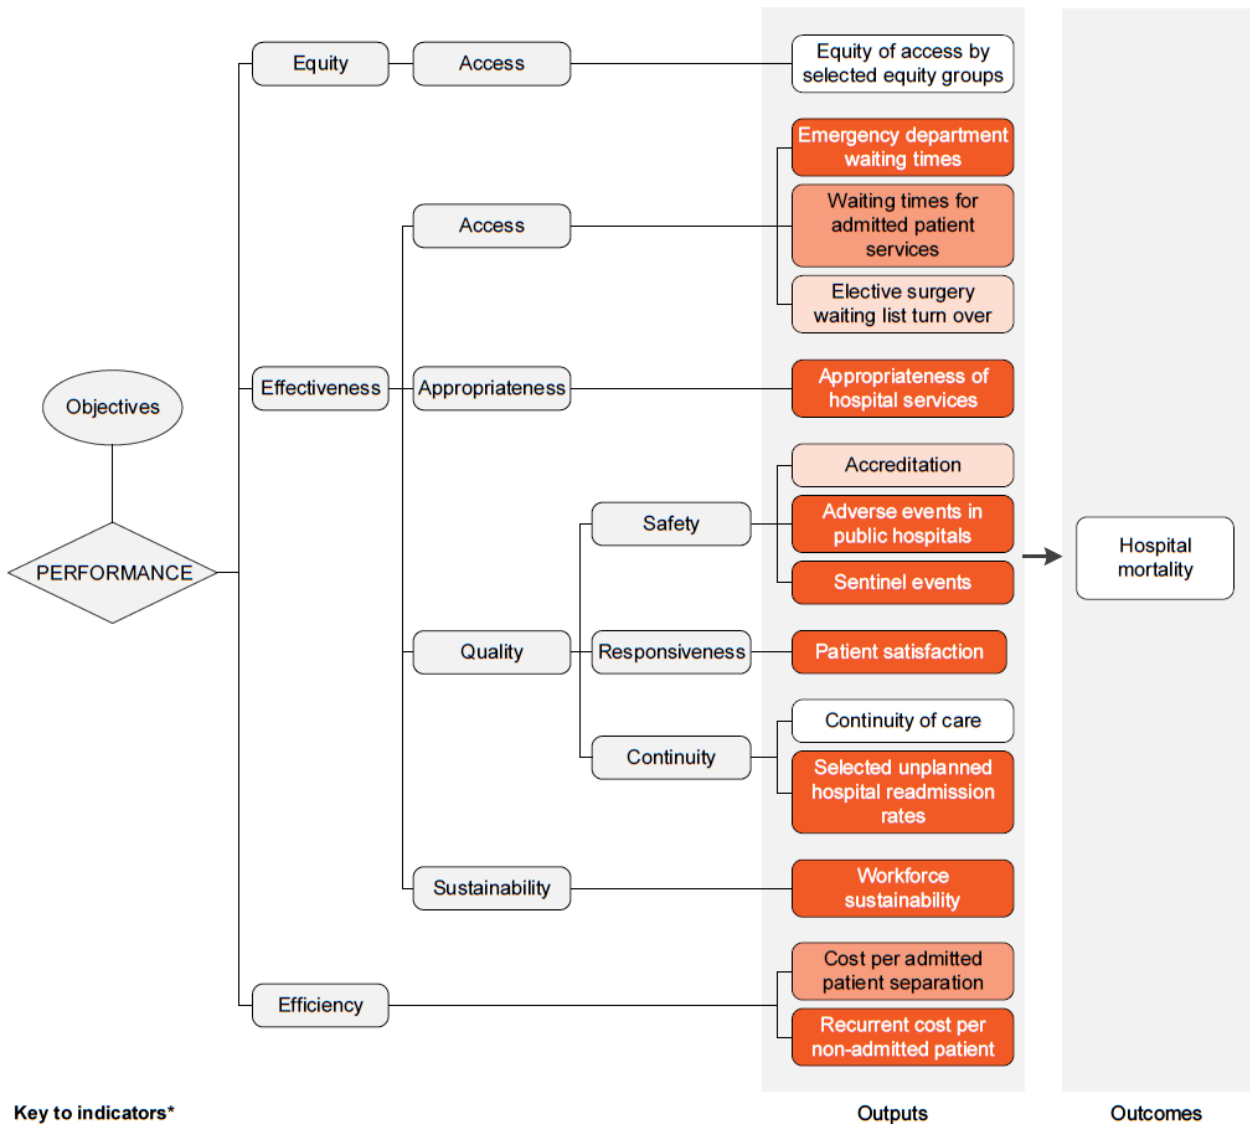 Equity
Access
Equity of access by
selected equity groups
Emergency department
waiting times
Access
Waiting times for
admitted patient
services
Elective surgery
waiting list turn over
Objectives
Effectiveness
Appropriateness
Appropriateness of
hospital services
PERFORMANCE
Safety
Accreditation
Adverse events in
public hospitals
Sentinel events
Hospital
mortality
Quality
Responsiveness
Patient satisfaction
Continuity
Continuity of care
Selected unplanned
hospital readmission
rates
Sustainability
Workforce
sustainability
Efficiency
Cost per admitted
patient separation
Recurrent cost per
non-admitted patient
Key to indicators*
Outputs
Outcomes